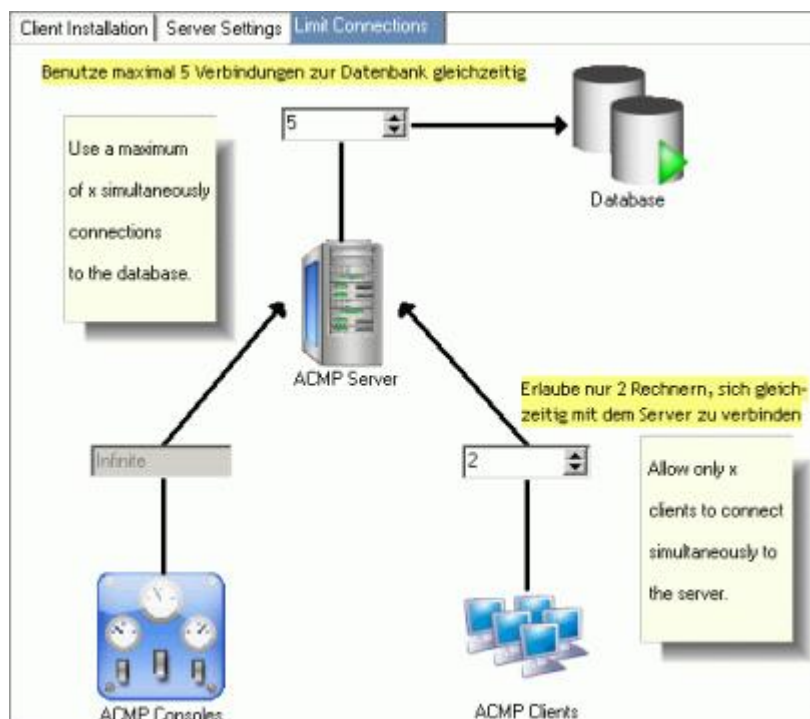 Client Installation
Server Settings
Limit Connections
Benutze maximal 5 Verbindungen zur Datenbank gleichzeitig
5
Use a maximum
of x simultaneously
connections
to the database.
Database
ACMP Server
Erlaube nur 2 Rechnern, sich gleich-
zeitig mit dem Server zu verbinden
Infinite
2
Allow only x
clients to connect
simultaneously to
the server.
ACMP Consoles
ACMP Clients